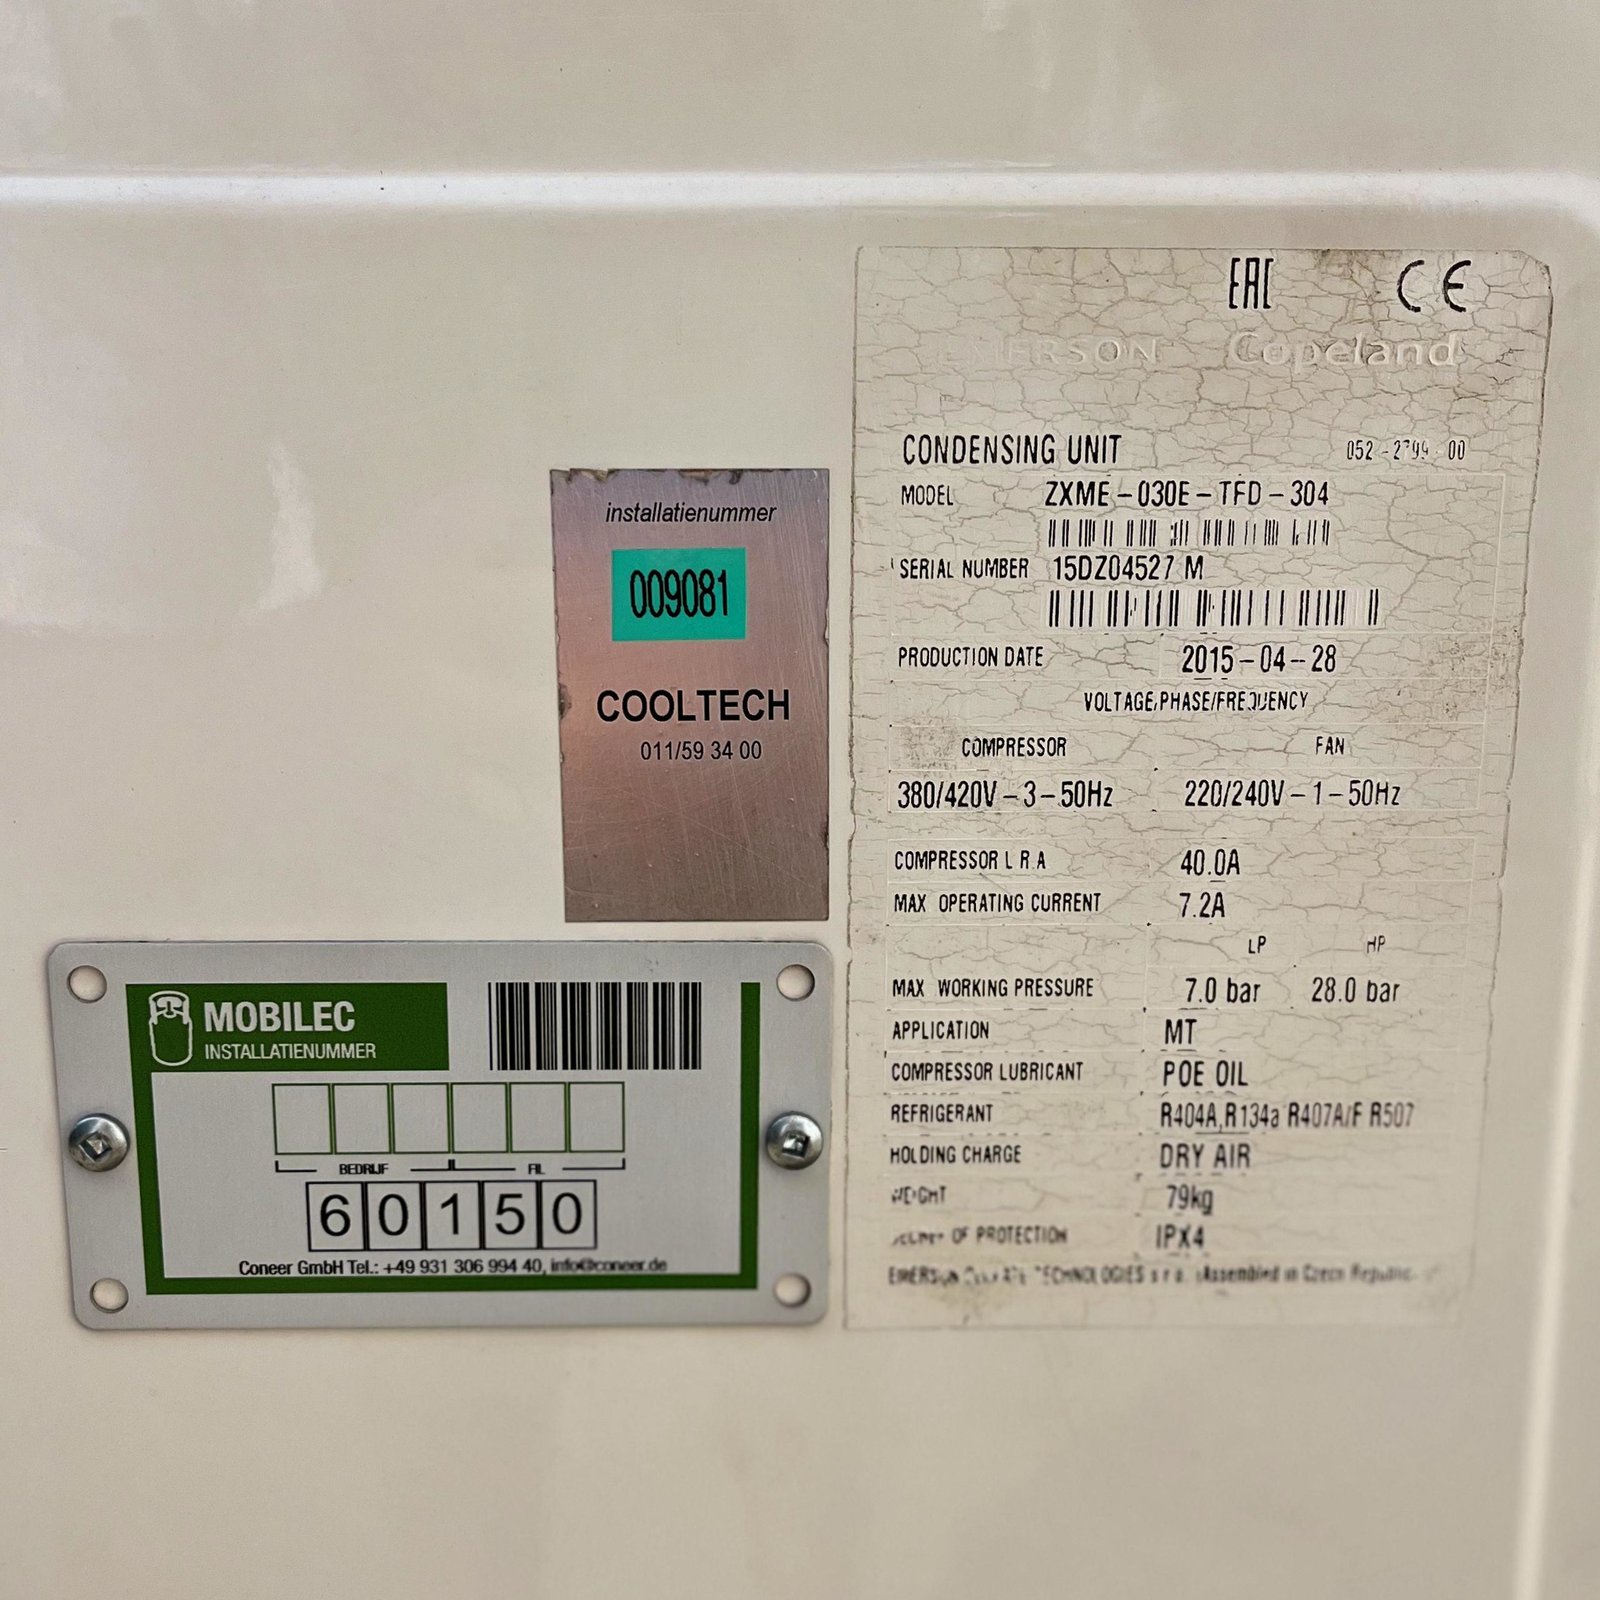 installatienummer
009081
COOLTECH
011/59 34 00
MOBILEC
INSTALLATIENUMMER
BEDRIJF FIL
60150
Coneer GmbH Tel.: +49 931 306 994 40, info@coneer.de
EAC CE
EMERSON Copeland
CONDENSING UNIT
MODEL ZXME-030E-TFD-304
SERIAL NUMBER 15DZ04527 M
PRODUCTION DATE 2015-04-28
VOLTAGE/PHASE/FREQUENCY
COMPRESSOR FAN
380/420V-3-50Hz 220/240V-1-50Hz
COMPRESSOR L R A 40.0A
MAX OPERATING CURRENT 7.2A
LP HP
MAX WORKING PRESSURE 7.0 bar 28.0 bar
APPLICATION MT
COMPRESSOR LUBRICANT POE OIL
REFRIGERANT R404A,R134a R407A/F R507
HOLDING CHARGE DRY AIR
WEIGHT 79kg
OF PROTECTION IPX4
EMERSON TECHNOLOGIES s r o. (Assembled in Czech Republic